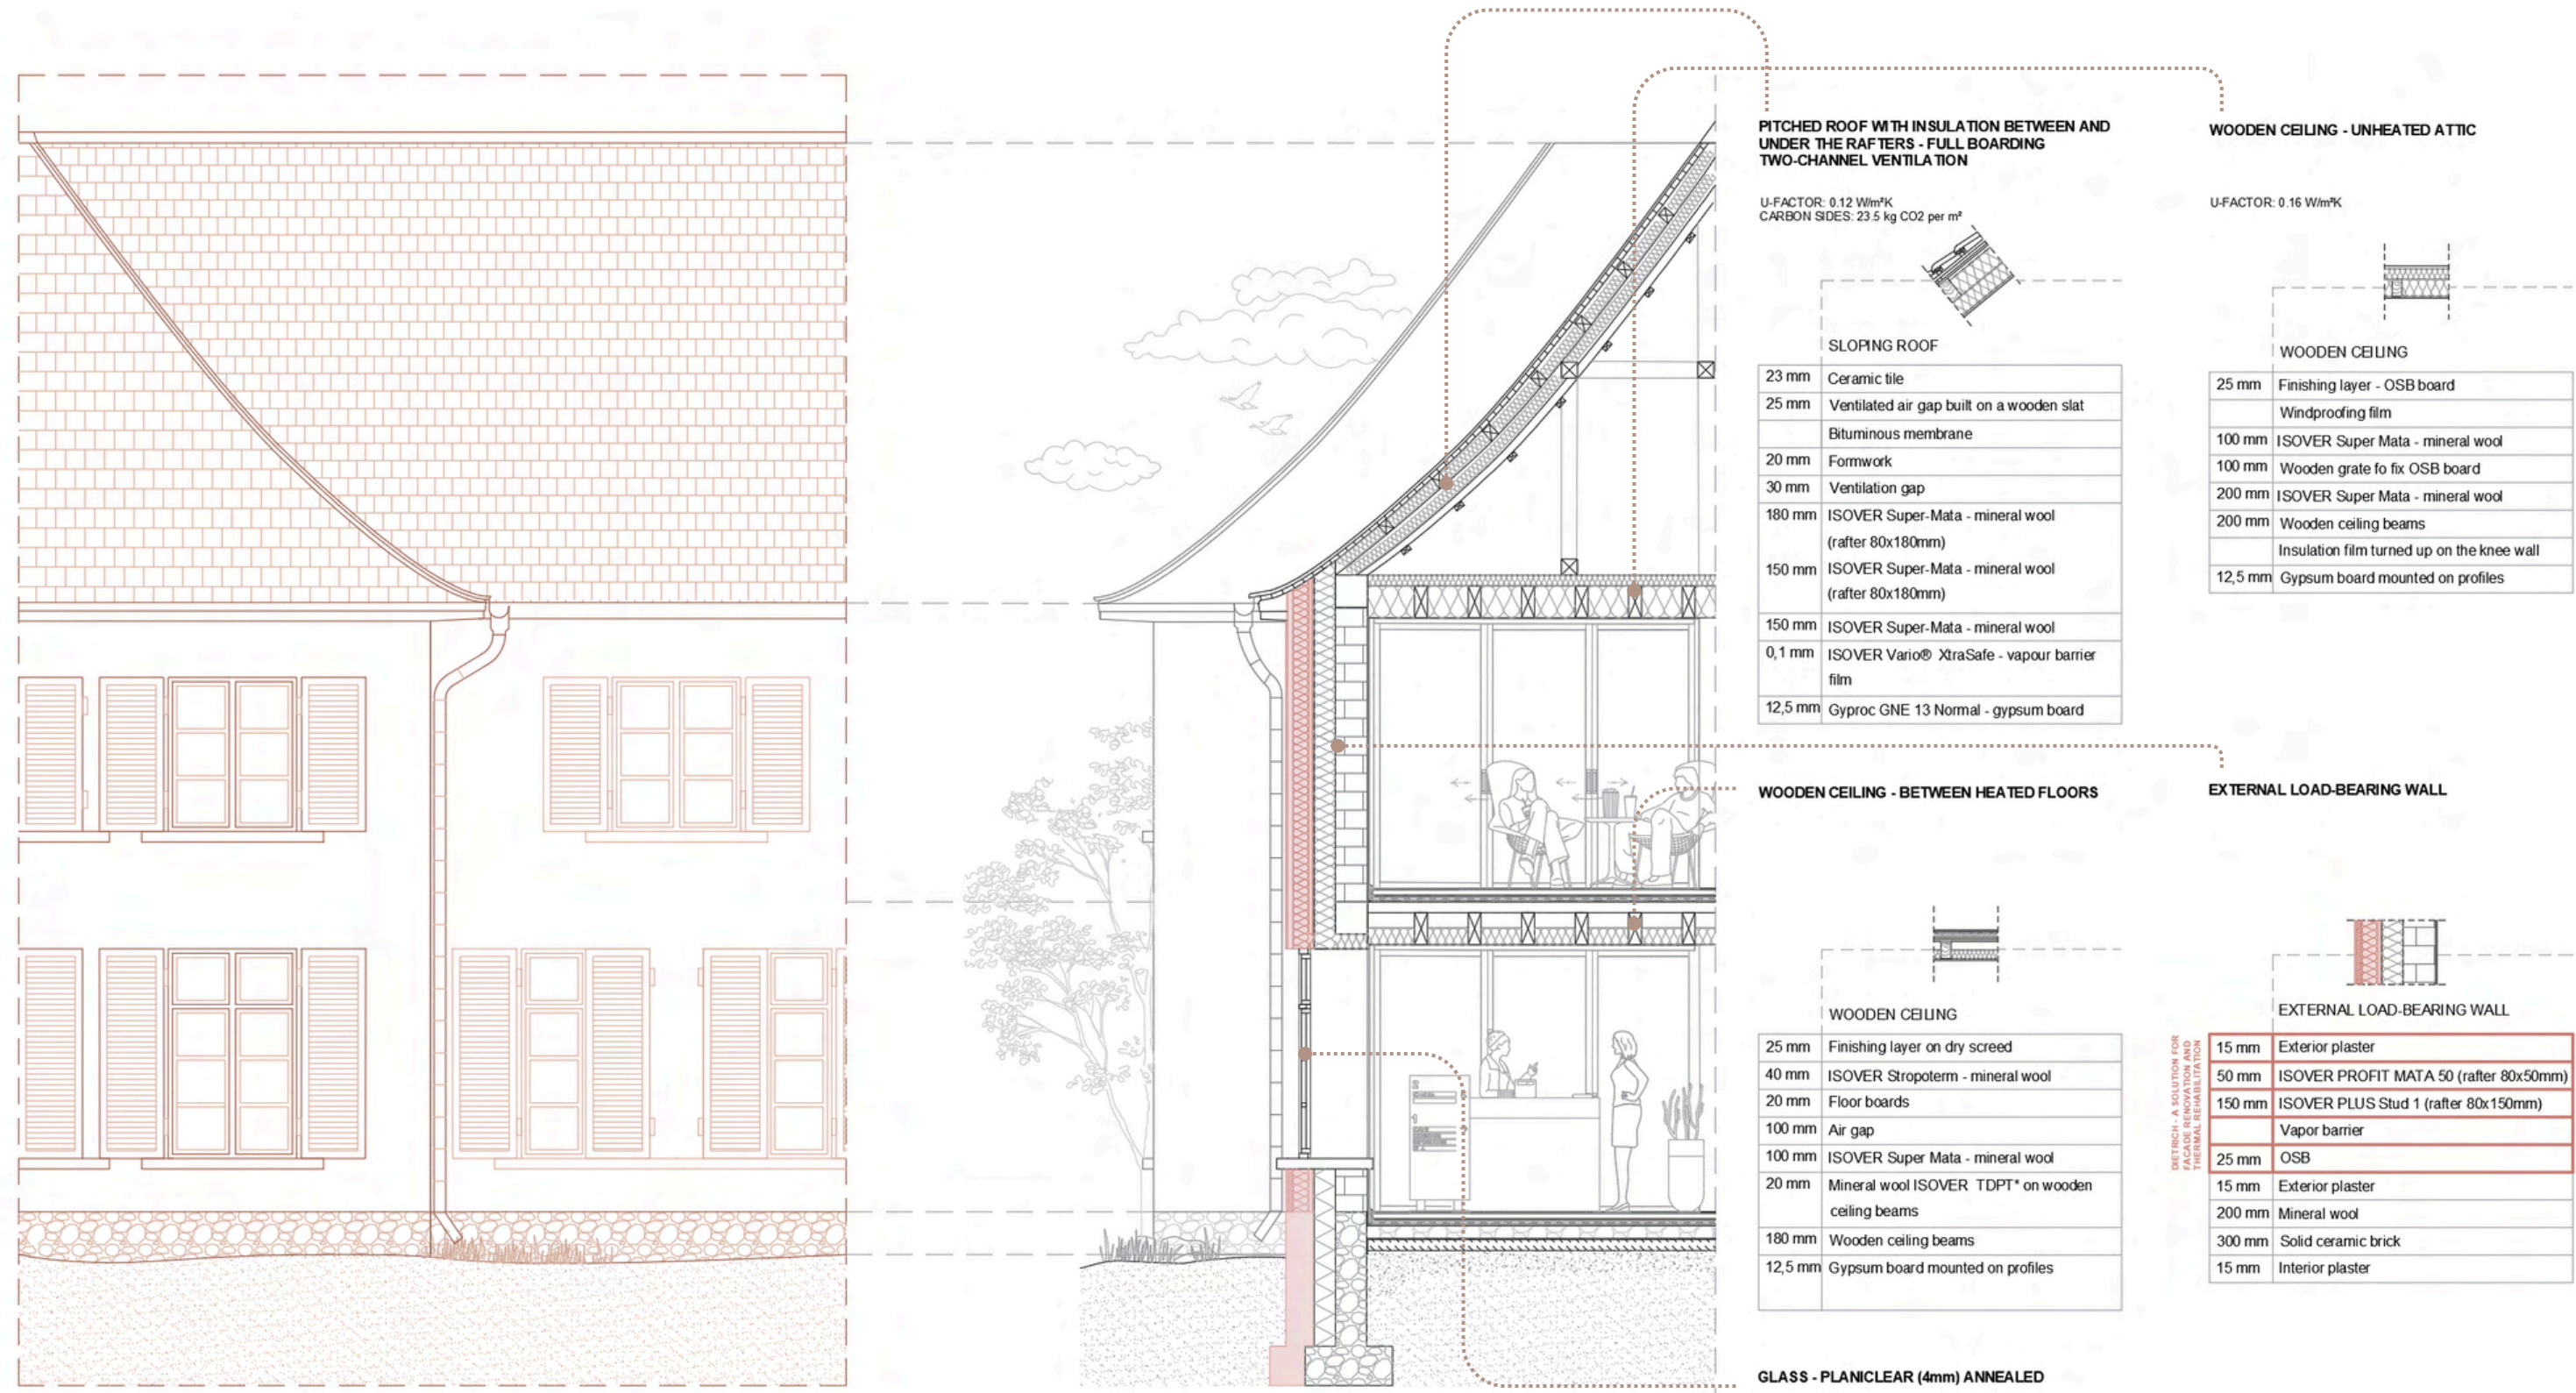 PITCHED ROOF WITH INSULATION BETWEEN AND
UNDER THE RAFTERS - FULL BOARDING
TWO-CHANNEL VENTILATION
U-FACTOR: 0.12 W/m²K
CARBON SIDES: 23.5 kg CO2 per m²
SLOPING ROOF
23 mm Ceramic tile
25 mm Ventilated air gap built on a wooden slat
Bituminous membrane
20 mm Formwork
30 mm Ventilation gap
180 mm ISOVER Super-Mata - mineral wool
(rafter 80x180mm)
150 mm ISOVER Super-Mata - mineral wool
(rafter 80x180mm)
150 mm ISOVER Super-Mata - mineral wool
0,1 mm ISOVER Vario® XtraSafe - vapour barrier
film
12,5 mm Gyproc GNE 13 Normal - gypsum board
WOODEN CEILING - UNHEATED ATTIC
U-FACTOR: 0.16 W/m²K
WOODEN CEILING
25 mm Finishing layer - OSB board
Windproofing film
100 mm ISOVER Super Mata - mineral wool
100 mm Wooden grate fo fix OSB board
200 mm ISOVER Super Mata - mineral wool
200 mm Wooden ceiling beams
Insulation film turned up on the knee wall
12,5 mm Gypsum board mounted on profiles
WOODEN CEILING - BETWEEN HEATED FLOORS
WOODEN CEILING
25 mm Finishing layer on dry screed
40 mm ISOVER Stropoterm - mineral wool
20 mm Floor boards
100 mm Air gap
100 mm ISOVER Super Mata - mineral wool
20 mm Mineral wool ISOVER TDPT* on wooden
ceiling beams
180 mm Wooden ceiling beams
12,5 mm Gypsum board mounted on profiles
EXTERNAL LOAD-BEARING WALL
EXTERNAL LOAD-BEARING WALL
DIETRICH - A SOLUTION FOR
FACADE RENOVATION AND
THERMAL REHABILITATION
15 mm Exterior plaster
50 mm ISOVER PROFIT MATA 50 (rafter 80x50mm)
150 mm ISOVER PLUS Stud 1 (rafter 80x150mm)
Vapor barrier
25 mm OSB
15 mm Exterior plaster
200 mm Mineral wool
300 mm Solid ceramic brick
15 mm Interior plaster
GLASS - PLANICLEAR (4mm) ANNEALED
2
1